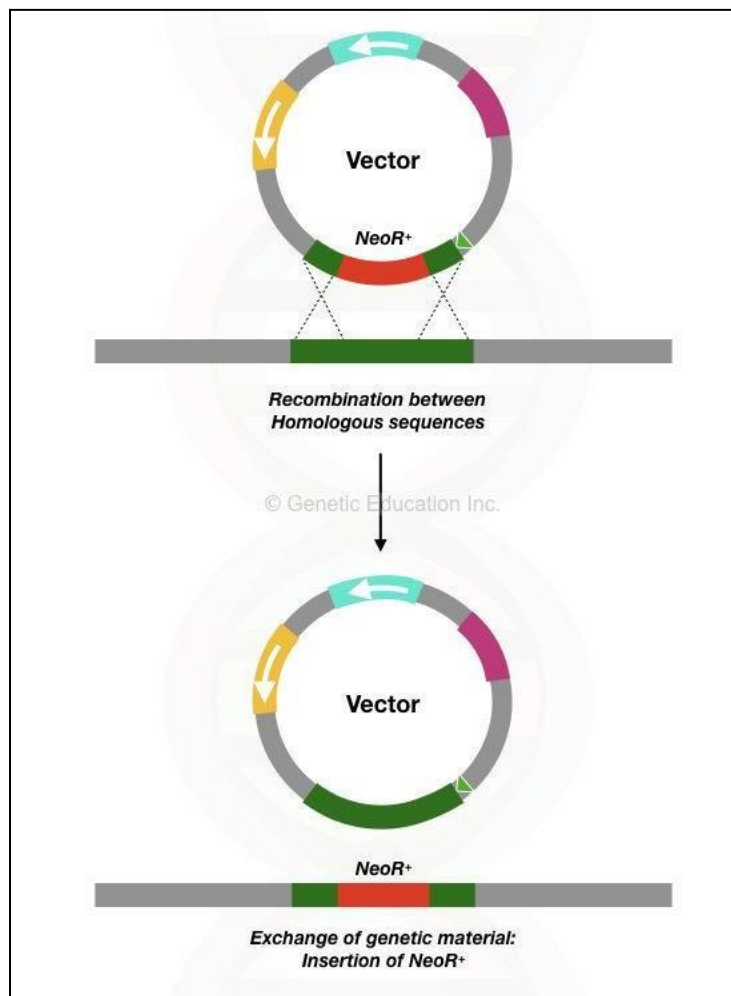 Vector
NeoR+
Recombination between
Homologous sequences
© Genetic Education Inc.
Vector
NeoR+
Exchange of genetic material:
Insertion of NeoR+